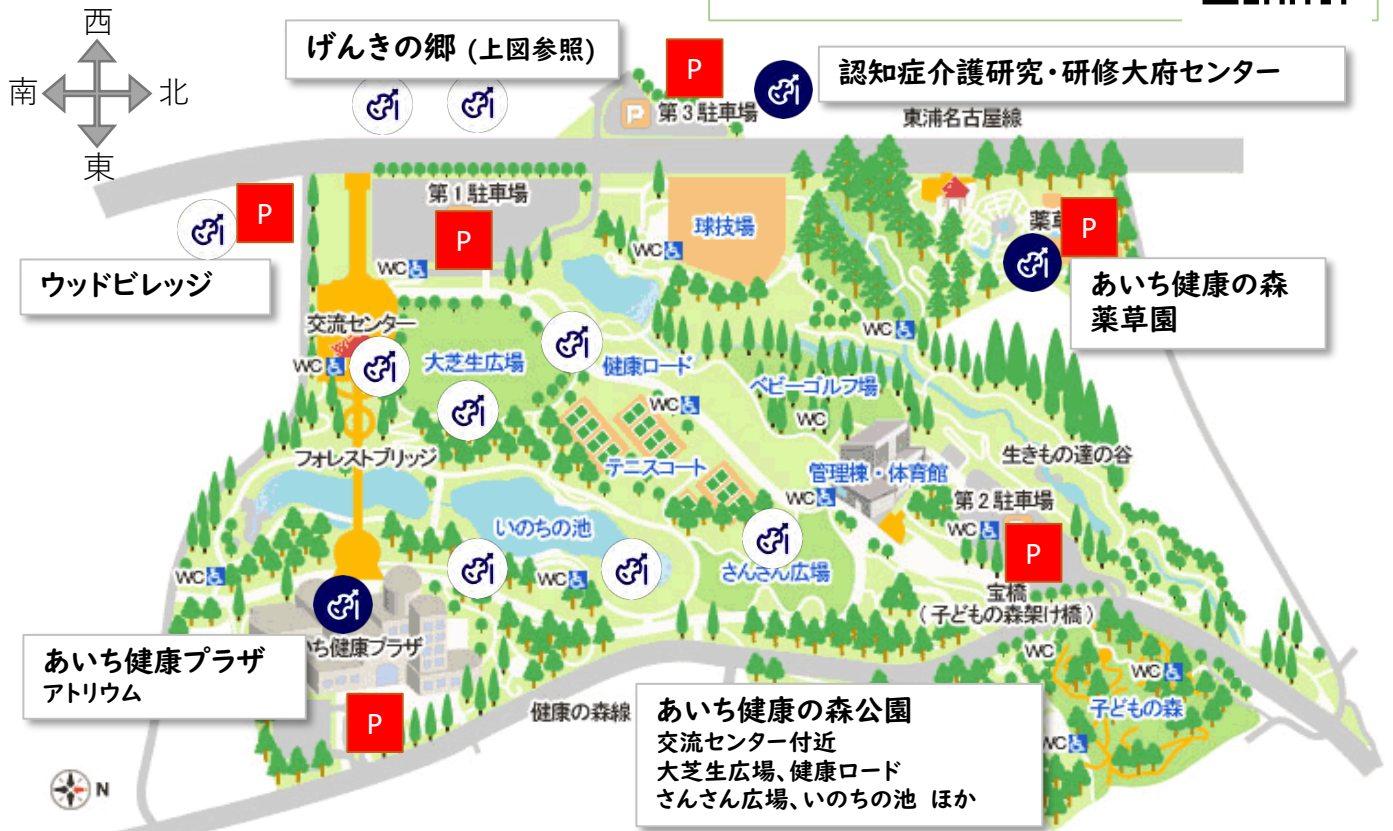 西
南
北
東
げんきの郷 (上図参照)
P
認知症介護研究・研修大府センター
P
第3駐車場
東浦名古屋線
P
第1駐車場
P
球技場
薬草
P
ウッドビレッジ
WC
WC
あいち健康の森
薬草園
交流センター
WC
WC
大芝生広場
健康ロード
ベビーゴルフ場
WC
WC
フォレストブリッジ
テニスコート
管理棟・体育館
生きもの達の谷
WC
第2駐車場
いのちの池
WC
P
WC
WC
さんさん広場
宝橋
(子どもの森架け橋)
あいち健康プラザ
アトリウム
ち健康プラザ
WC
WC
P
健康の森線
あいち健康の森公園
交流センター付近
大芝生広場、健康ロード
さんさん広場、いのちの池 ほか
子どもの森
WC
N